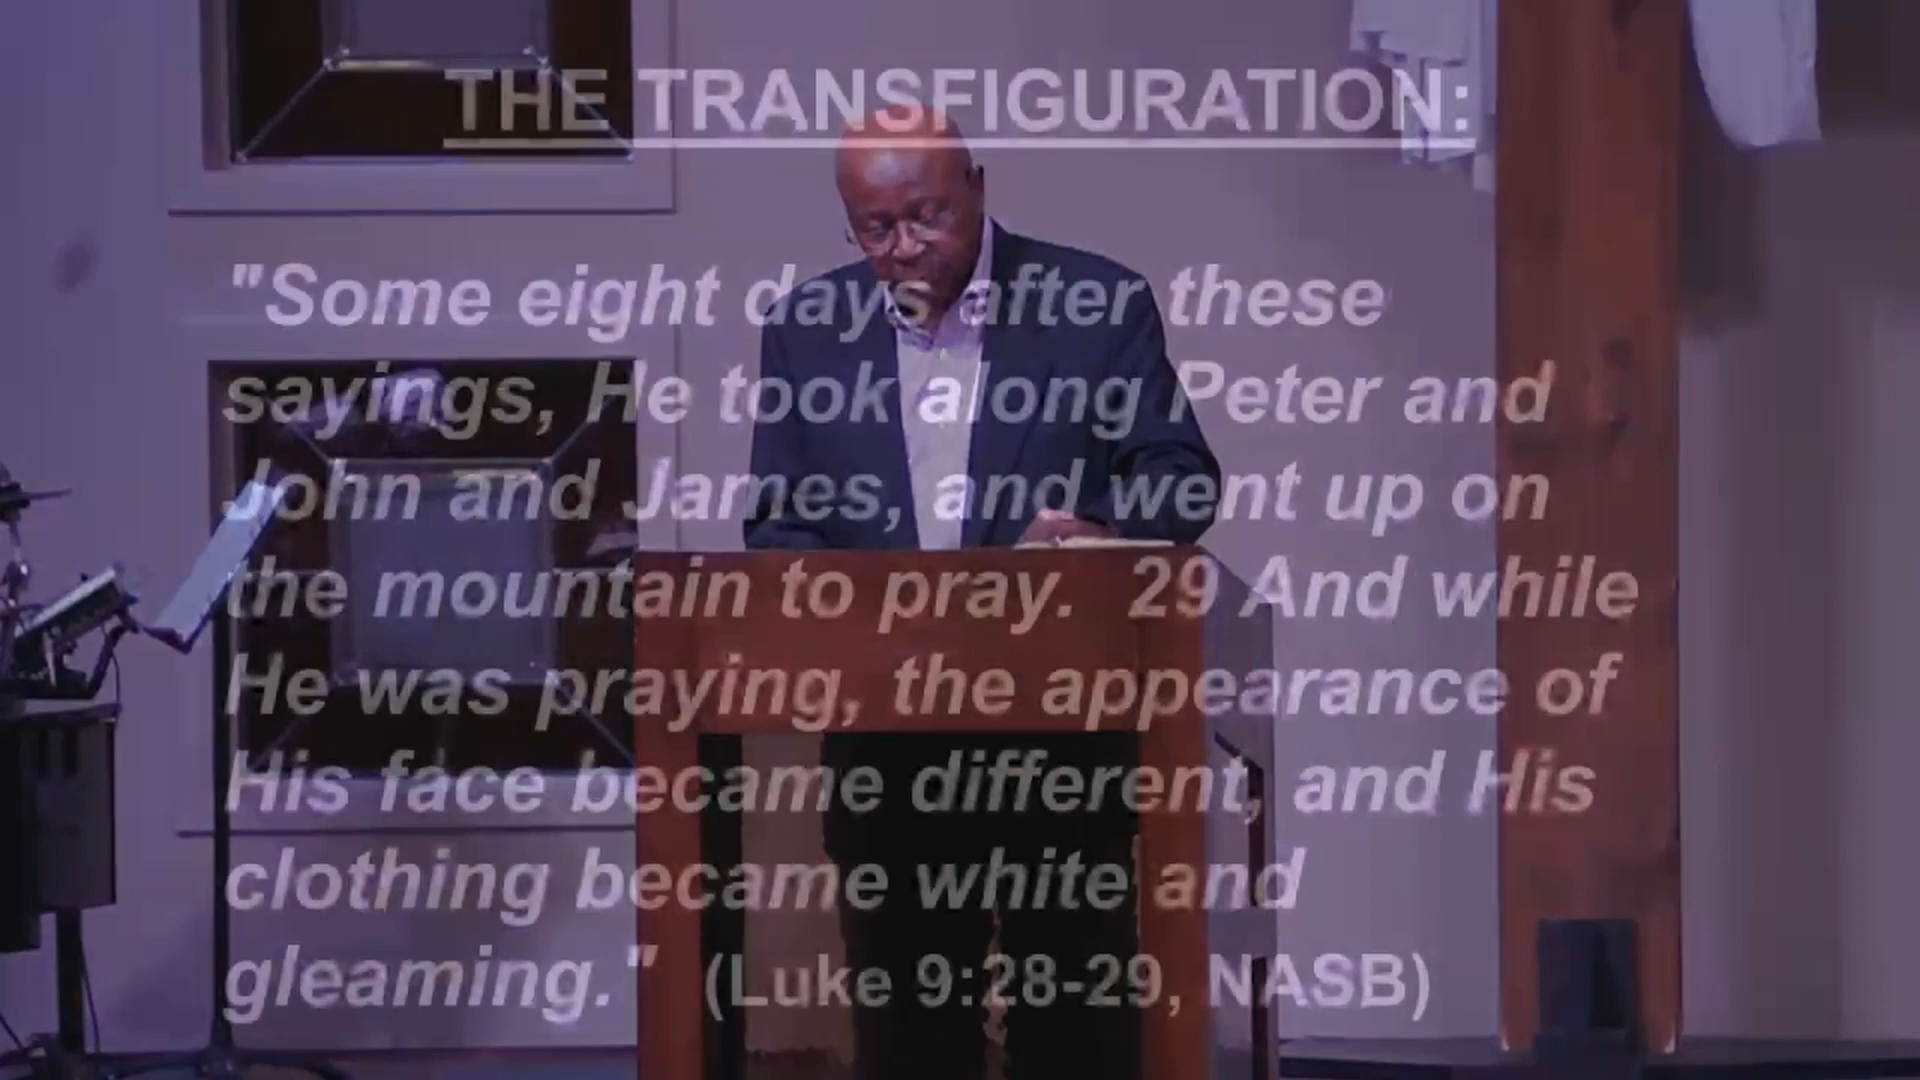 THE TRANSFIGURATION:
"Some eight days after these
sayings, He took along Peter and
John and James, and went up on
the mountain to pray. 29 And while
He was praying, the appearance of
His face became different, and His
clothing became white and
gleaming." (Luke 9:28-29, NASB)